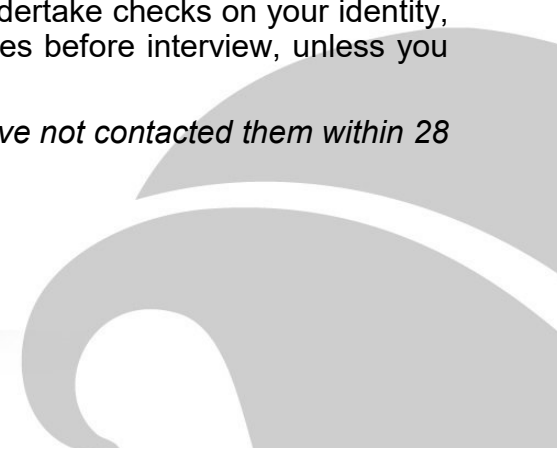 dertake checks on your identity,
es before interview, unless you
ve not contacted them within 28